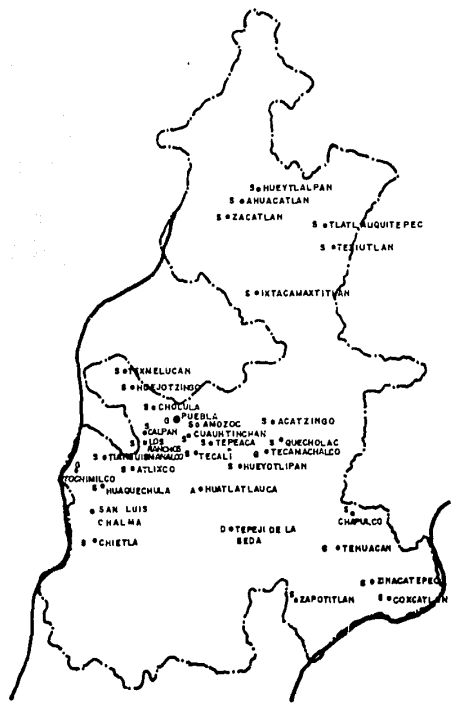 S HUEYTLALPAN
S AHUACATLAN
S ZACATLAN
S TLATLAUQUITEPEC
S TEZIUTLAN
S IXTACAMAXTITLAN
S TEXMELUCAN
S HUEJOTZINGO
S CHOLULA
PUEBLA
S AMOZOC
S ACATZINGO
S CALPAN
S CUAUHTINCHAN
S LOS RANCHOS
S TEPEACA
S QUECHOLAC
S TIANGUISMANALCO
S TECALI
TECAMACHALCO
S ATLIXCO
S HUEYOTLIPAN
TOCHIMILCO
S HUAQUECHULA
A HUATLATLAUCA
SAN LUIS
CHALMA
S CHAPULCO
S CHIETLA
D TEPEJI DE LA
SEDA
S TEHUACAN
S ZINACATEPEC
S ZAPOTITLAN
S COXCATLAN